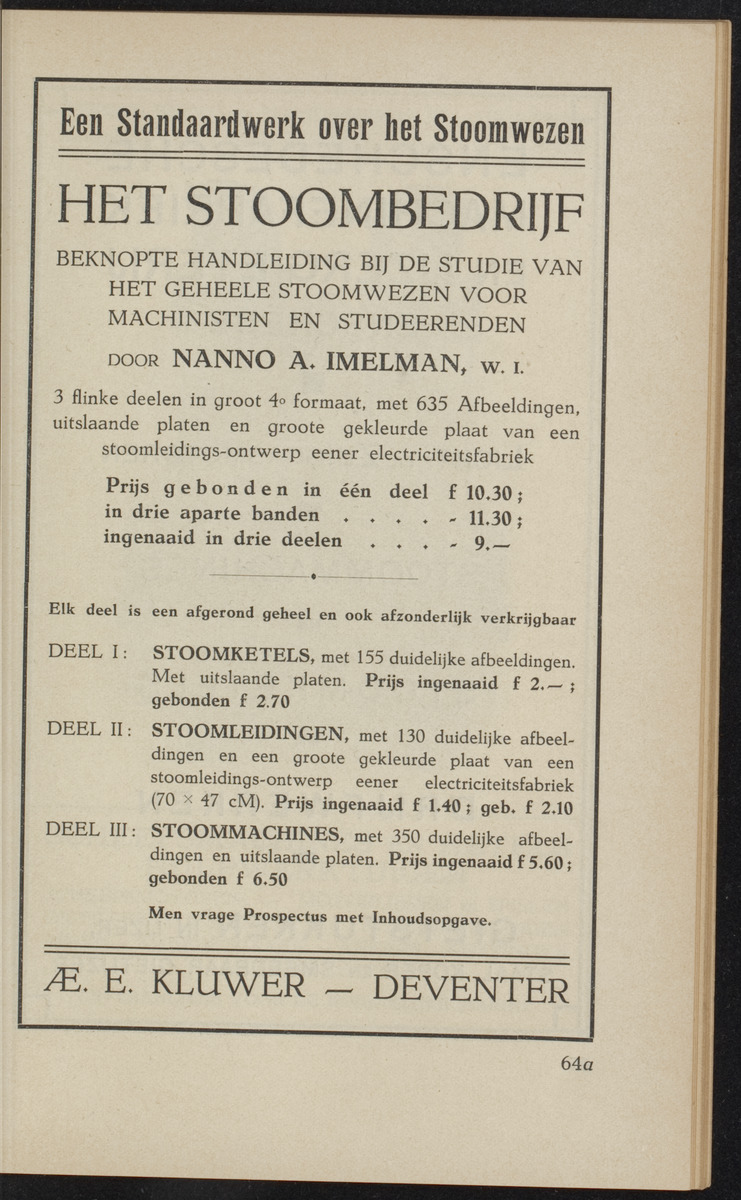 Een Standaardwerk over het Stoomwezen
HET STOOMBEDRIJF
BEKNOPTE HANDLEIDING BIJ DE STUDIE VAN
HET GEHEELE STOOMWEZEN VOOR
MACHINISTEN EN STUDEERENDEN
DOOR NANNO A. IMELMAN, W. I.
3 flinke deelen in groot 4o formaat, met 635 Afbeeldingen,
uitslaande platen en groote gekleurde plaat van een
stoomleidings-ontwerp eener electriciteitsfabriek
Prijs gebonden in één deel f 10.30;
in drie aparte banden . . . . - 11.30;
ingenaaid in drie deelen . . . - 9.—
Elk deel is een afgerond geheel en ook afzonderlijk verkrijgbaar
DEEL I: STOOMKETELS, met 155 duidelijke afbeeldingen.
Met uitslaande platen. Prijs ingenaaid f 2.— ;
gebonden f 2.70
DEEL II: STOOMLEIDINGEN, met 130 duidelijke afbeel-
dingen en een groote gekleurde plaat van een
stoomleidings-ontwerp eener electriciteitsfabriek
(70 × 47 cM). Prijs ingenaaid f 1.40; geb. f 2.10
DEEL III: STOOMMACHINES, met 350 duidelijke afbeel-
dingen en uitslaande platen. Prijs ingenaaid f 5.60;
gebonden f 6.50
Men vrage Prospectus met Inhoudsopgave.
Æ. E. KLUWER — DEVENTER
64a